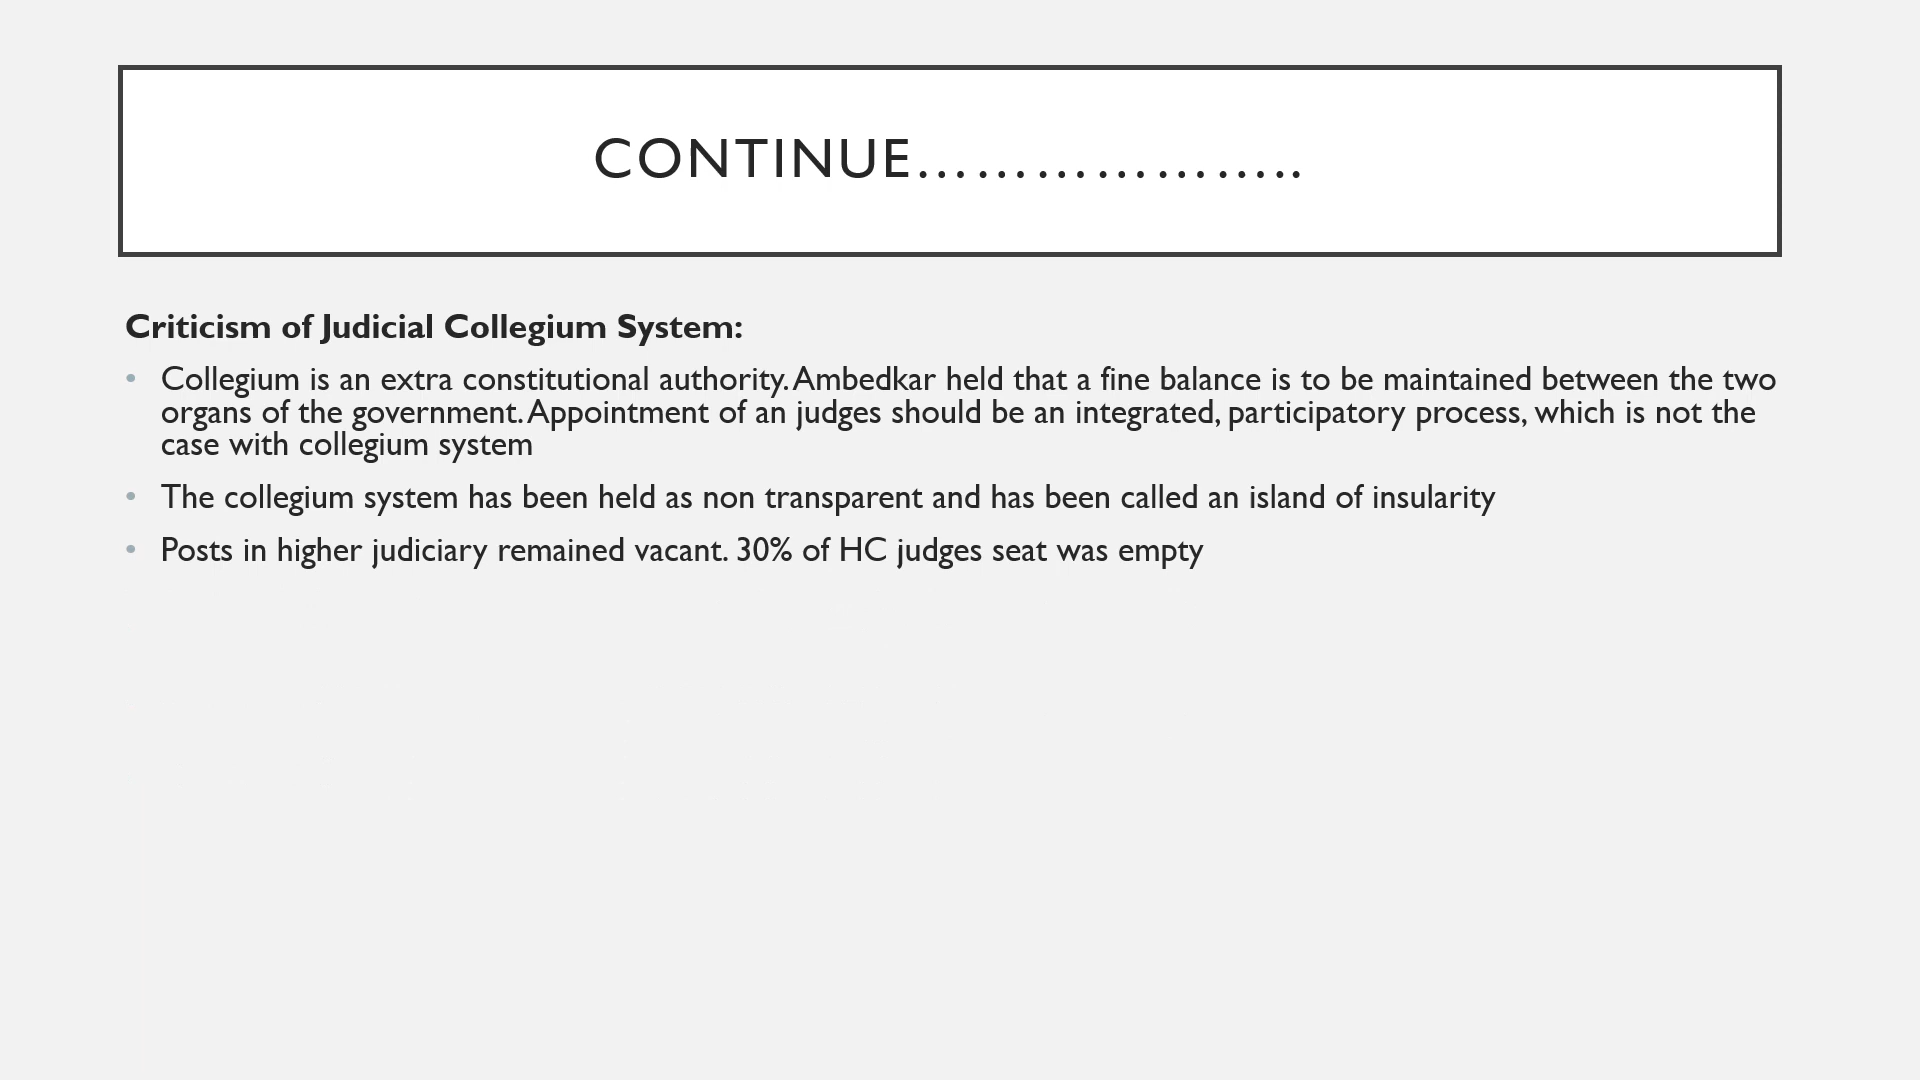 CONTINUE………………..
Criticism of Judicial Collegium System:
• Collegium is an extra constitutional authority. Ambedkar held that a fine balance is to be maintained between the two
organs of the government. Appointment of an judges should be an integrated, participatory process, which is not the
case with collegium system
• The collegium system has been held as non transparent and has been called an island of insularity
• Posts in higher judiciary remained vacant. 30% of HC judges seat was empty